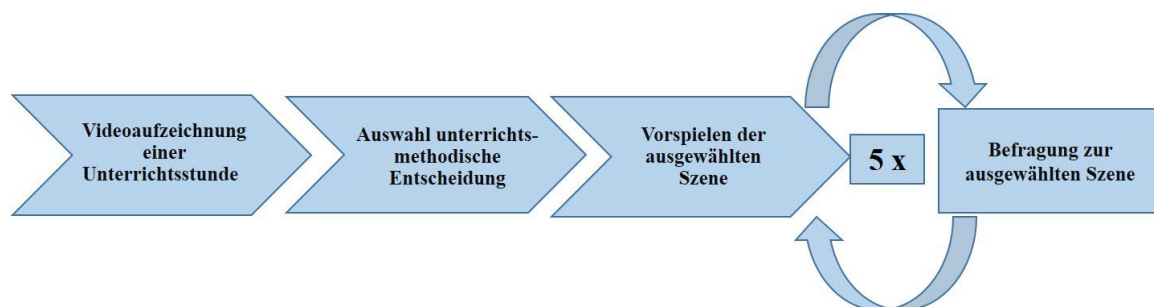 Videoaufzeichnung
einer
Unterrichtsstunde
Auswahl unterrichts-
methodische
Entscheidung
Vorspielen der
ausgewählten
Szene
5 x
Befragung zur
ausgewählten Szene